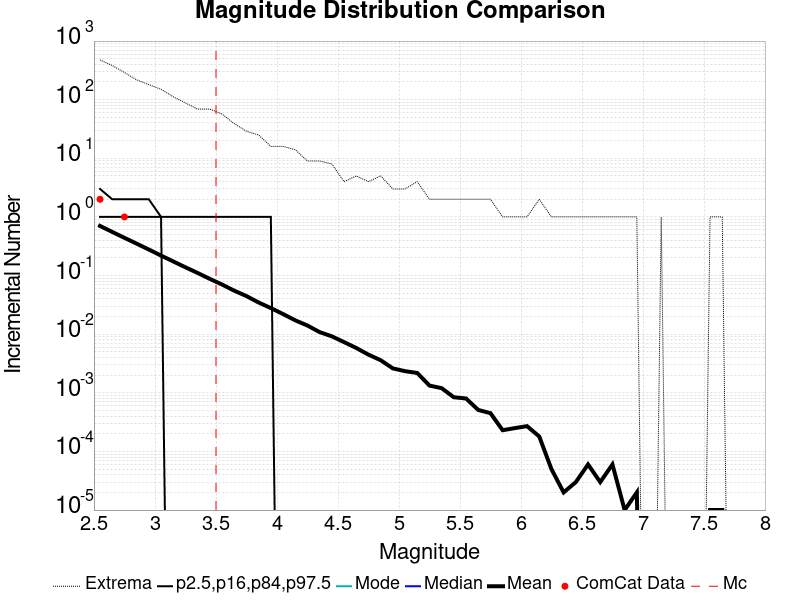 Magnitude Distribution Comparison
10^3
10^2
10^1
10^0
10^-1
10^-2
10^-3
10^-4
10^-5
Incremental Number
2.5 3 3.5 4 4.5 5 5.5 6 6.5 7 7.5 8
Magnitude
Extrema p2.5,p16,p84,p97.5 Mode Median Mean ComCat Data Mc